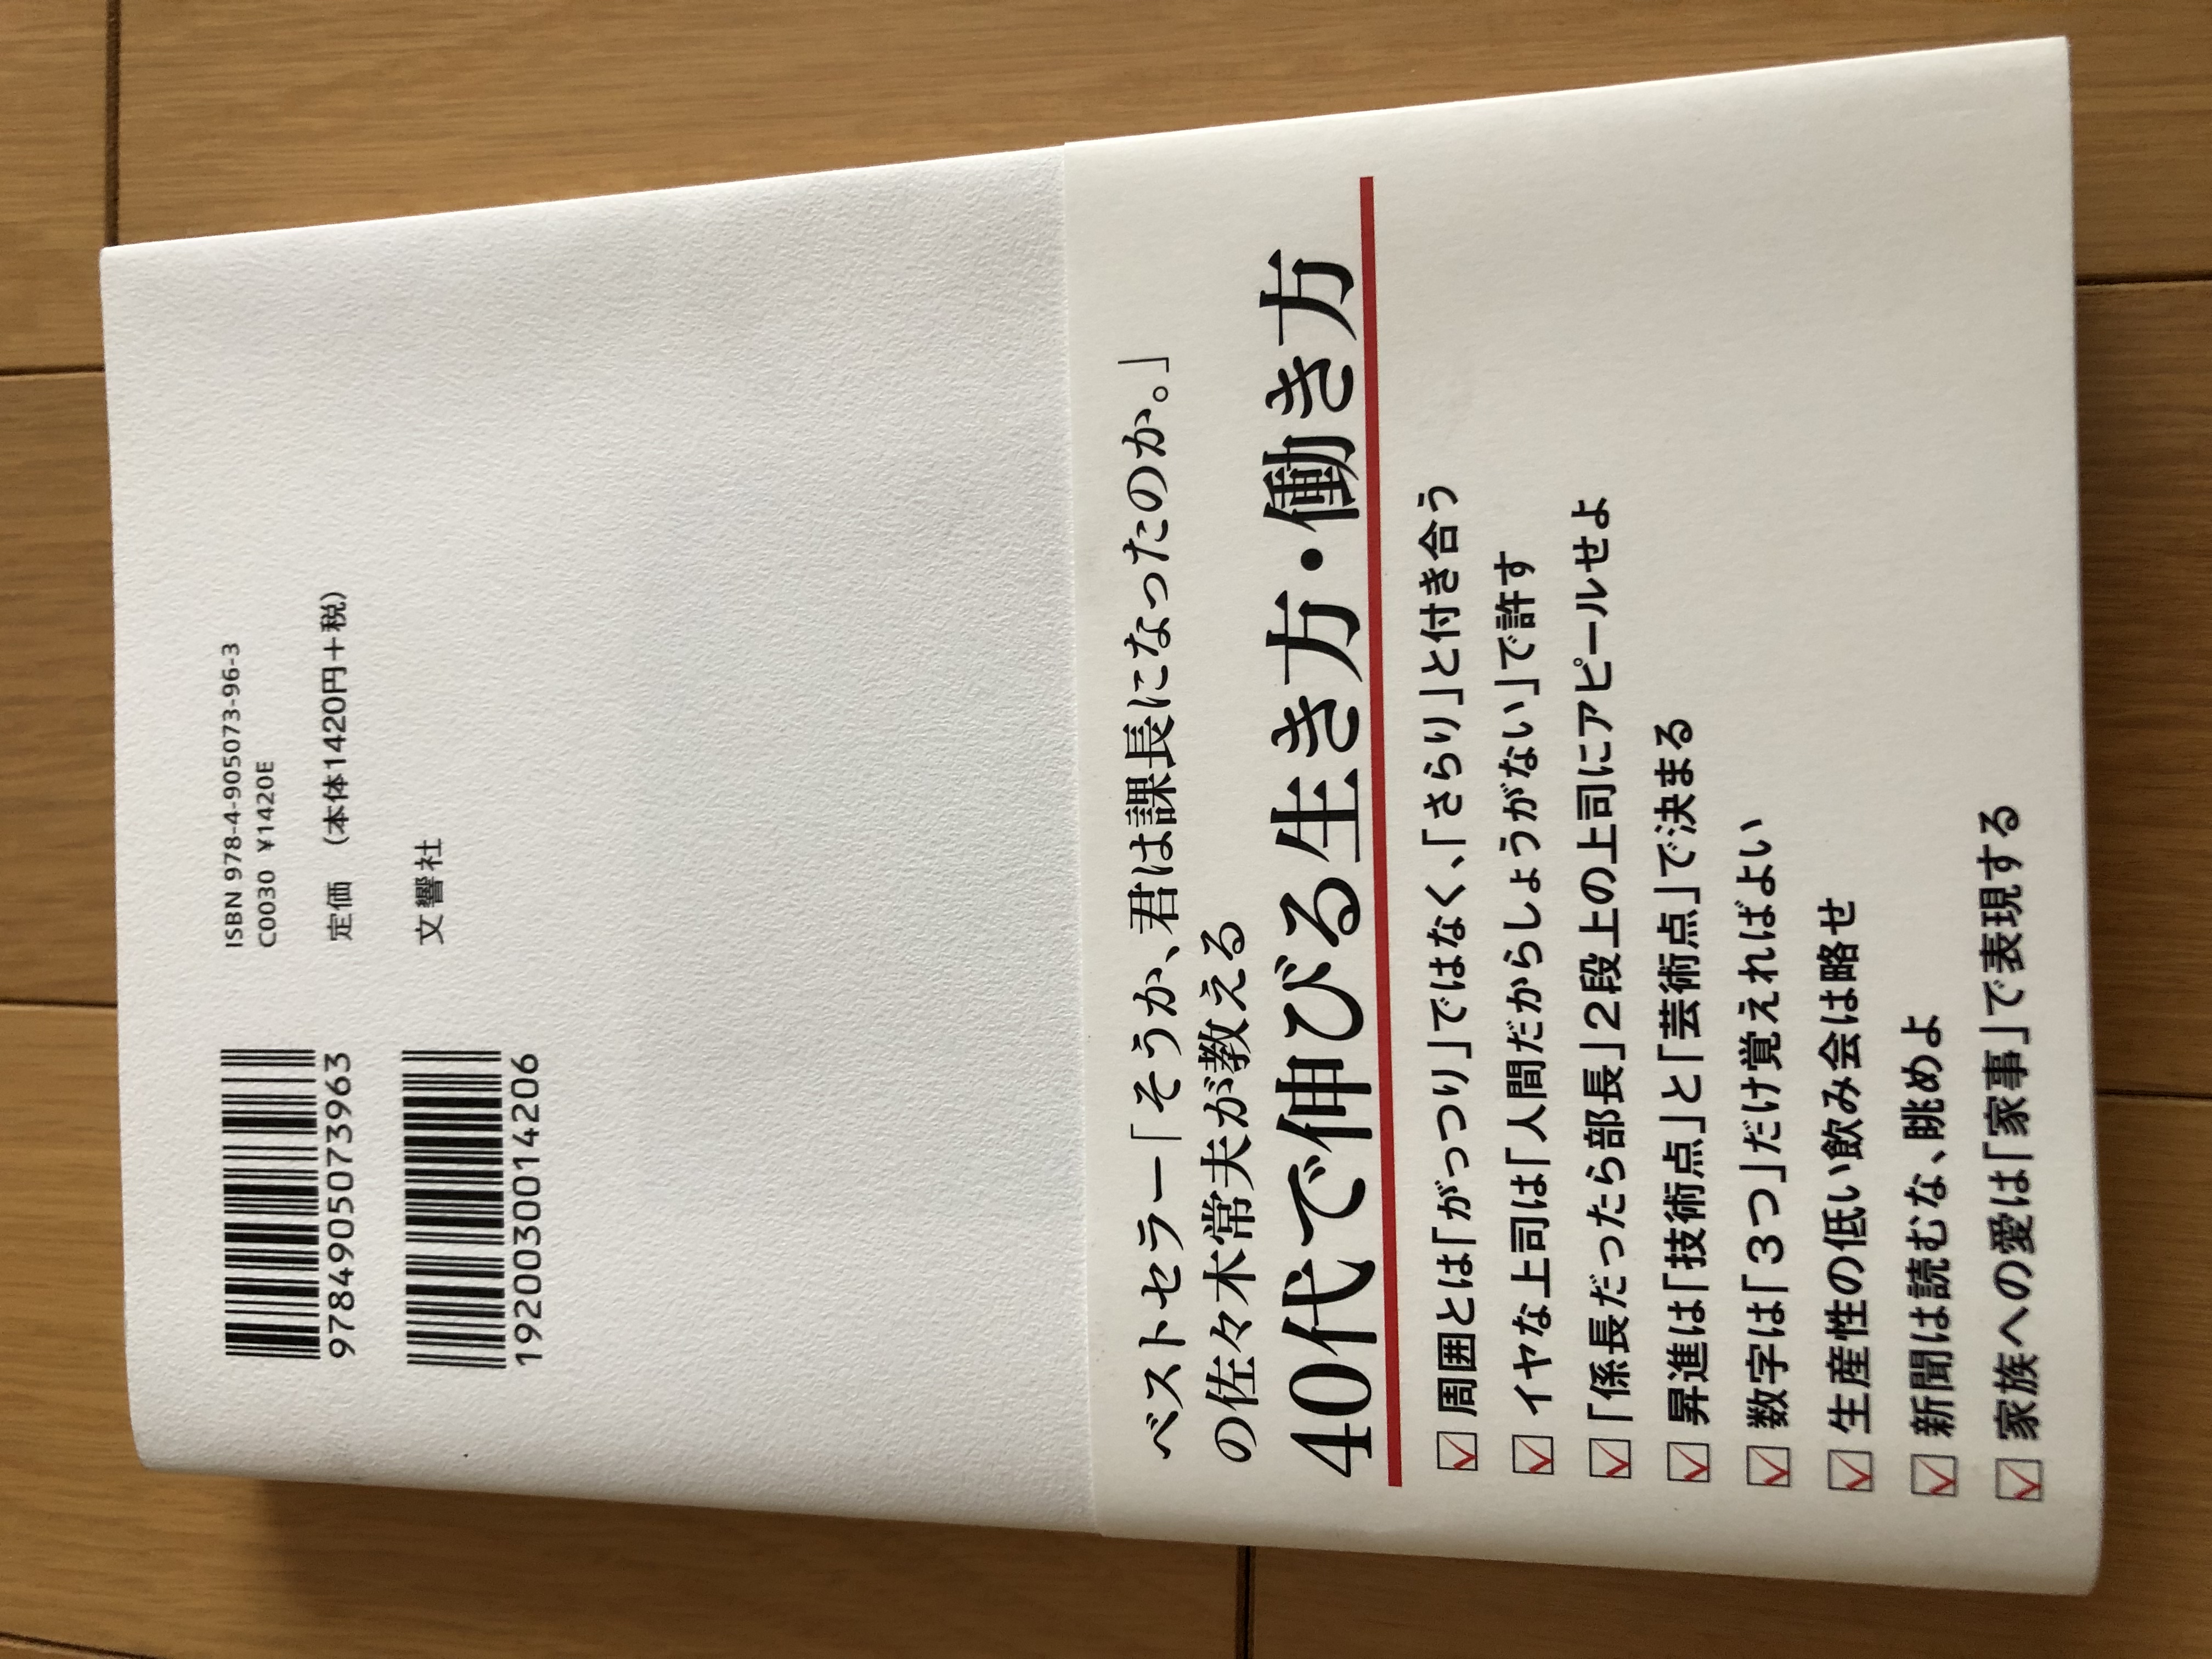 9784905073963
1920030014206
ISBN 978-4-905073-96-3
C0030 ¥1420E
定価 (本体1420円+税)
文響社
ベストセラー「そうか、君は課長になったのか。」
の佐々木常夫が教える
40代で伸びる生き方・働き方
周囲とは「がっつり」ではなく、「さらり」と付き合う
イヤな上司は「人間だからしょうがない」で許す
「係長だったら部長」2段上の上司にアピールせよ
昇進は「技術点」と「芸術点」で決まる
数字は「3つ」だけ覚えればよい
生産性の低い飲み会は略せ
新聞は読むな、眺めよ
家族への愛は「家事」で表現する